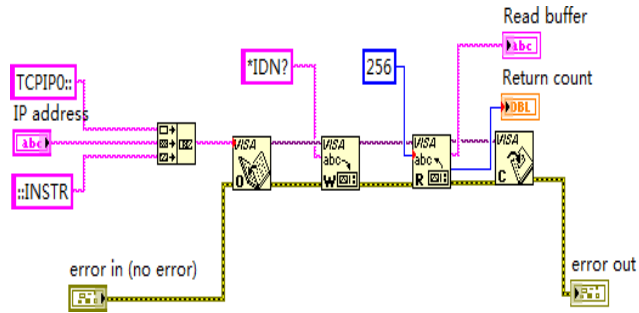 Read buffer
abc
TCPIP0::
*IDN?
256
Return count
DBL
IP address
abc
VISA
O
VISA
abc
W
VISA
abc
R
VISA
C
::INSTR
error in (no error)
error out